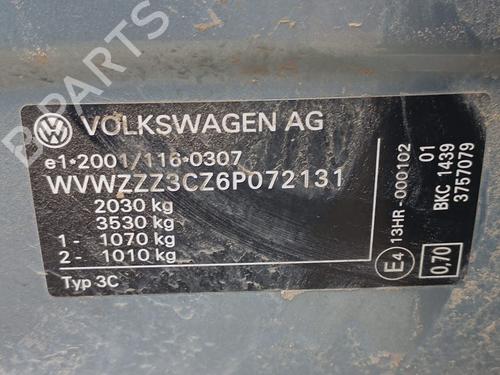 B-PARTS
VOLKSWAGEN AG
e1*2001/116*0307
WVWZZZ3CZ6P072131
2030 kg
3530 kg
1 - 1070 kg
2 - 1010 kg
Typ 3C
E4 13HR-000102
01
BKC 1439
3757079
0,70